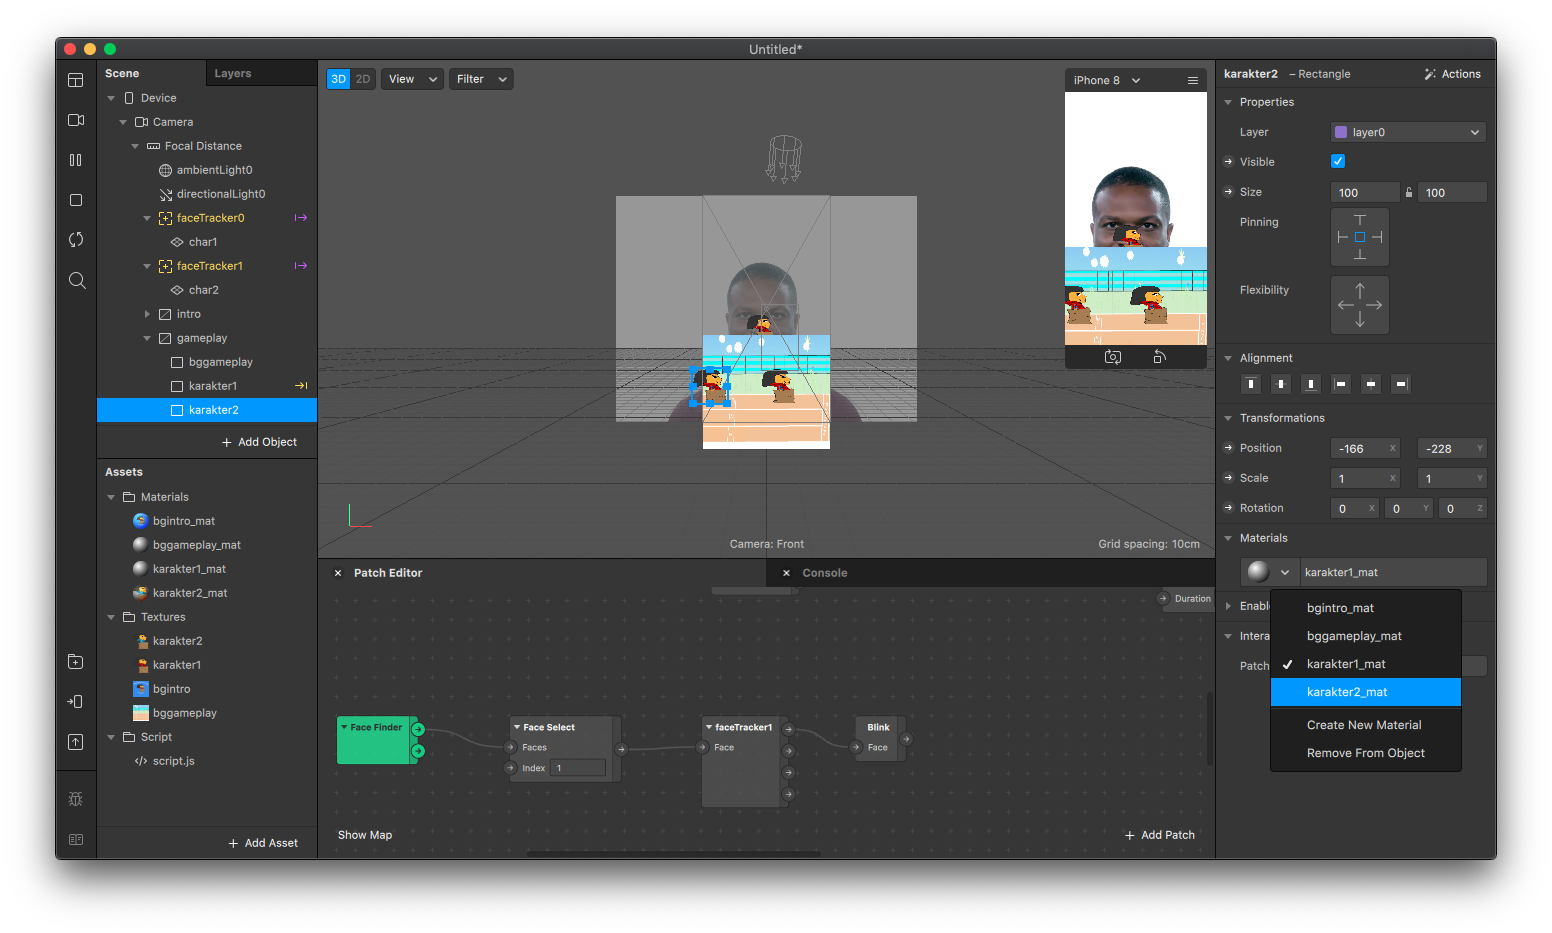 Untitled*
Scene
Layers
Device
Camera
Focal Distance
ambientLight0
directionalLight0
faceTracker0
char1
faceTracker1
char2
intro
gameplay
bggameplay
karakter1
karakter2
+ Add Object
Assets
Materials
bgintro_mat
bggameplay_mat
karakter1_mat
karakter2_mat
Textures
karakter2
karakter1
bgintro
bggameplay
Script
</> script.js
+ Add Asset
3D 2D View Filter
iPhone 8
Camera: Front
Grid spacing: 10cm
Patch Editor
Console
Duration
Face Finder
Face Select
Faces
Index 1
faceTracker1
Face
Blink
Face
Show Map
+ Add Patch
karakter2 – Rectangle
Actions
Properties
Layer layer0
Visible
Size 100 100
Pinning
Flexibility
Alignment
Transformations
Position -166 X -228 Y
Scale 1 X 1 Y
Rotation 0 X 0 Y 0 Z
Materials
karakter1_mat
Enabl
Intera
Patch
bgintro_mat
bggameplay_mat
karakter1_mat
karakter2_mat
Create New Material
Remove From Object